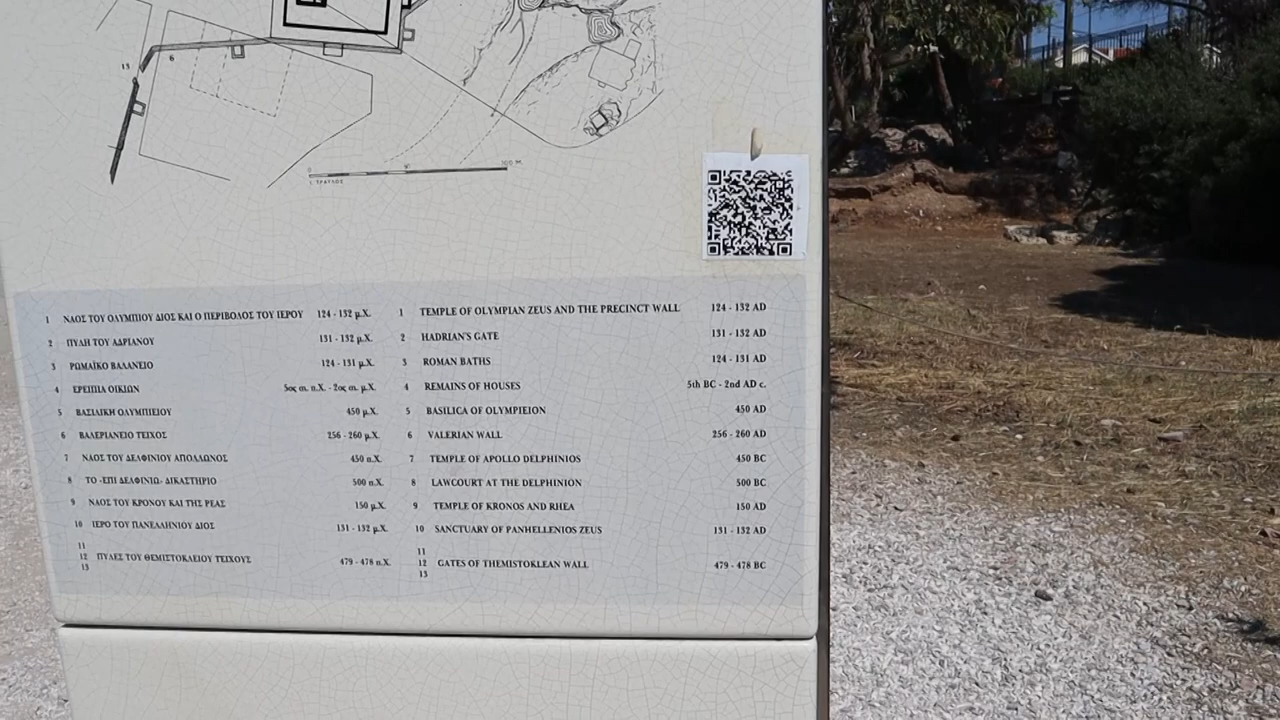 13
6
0
50
100 M.
Ι. ΤΡΑΥΛΟΣ
1 ΝΑΟΣ ΤΟΥ ΟΛΥΜΠΙΟΥ ΔΙΟΣ ΚΑΙ Ο ΠΕΡΙΒΟΛΟΣ ΤΟΥ ΙΕΡΟΥ 124 - 132 μ.Χ.
2 ΠΥΛΗ ΤΟΥ ΑΔΡΙΑΝΟΥ 131 - 132 μ.Χ.
3 ΡΩΜΑΪΚΟ ΒΑΛΑΝΕΙΟ 124 - 131 μ.Χ.
4 ΕΡΕΙΠΙΑ ΟΙΚΙΩΝ 5ος αι. π.Χ. - 2ος αι. μ.Χ.
5 ΒΑΣΙΛΙΚΗ ΟΛΥΜΠΙΕΙΟΥ 450 μ.Χ.
6 ΒΑΛΕΡΙΑΝΕΙΟ ΤΕΙΧΟΣ 256 - 260 μ.Χ.
7 ΝΑΟΣ ΤΟΥ ΔΕΛΦΙΝΙΟΥ ΑΠΟΛΛΩΝΟΣ 450 π.Χ.
8 ΤΟ «ΕΠΙ ΔΕΛΦΙΝΙΩ» ΔΙΚΑΣΤΗΡΙΟ 500 π.Χ.
9 ΝΑΟΣ ΤΟΥ ΚΡΟΝΟΥ ΚΑΙ ΤΗΣ ΡΕΑΣ 150 μ.Χ.
10 ΙΕΡΟ ΤΟΥ ΠΑΝΕΛΛΗΝΙΟΥ ΔΙΟΣ 131 - 132 μ.Χ.
11
12 ΠΥΛΕΣ ΤΟΥ ΘΕΜΙΣΤΟΚΛΕΙΟΥ ΤΕΙΧΟΥΣ 479 - 478 π.Χ.
13
1 TEMPLE OF OLYMPIAN ZEUS AND THE PRECINCT WALL 124 - 132 AD
2 HADRIAN'S GATE 131 - 132 AD
3 ROMAN BATHS 124 - 131 AD
4 REMAINS OF HOUSES 5th BC - 2nd AD c.
5 BASILICA OF OLYMPIEION 450 AD
6 VALERIAN WALL 256 - 260 AD
7 TEMPLE OF APOLLO DELPHINIOS 450 BC
8 LAWCOURT AT THE DELPHINION 500 BC
9 TEMPLE OF KRONOS AND RHEA 150 AD
10 SANCTUARY OF PANHELLENIOS ZEUS 131 - 132 AD
11
12 GATES OF THEMISTOKLEAN WALL 479 - 478 BC
13